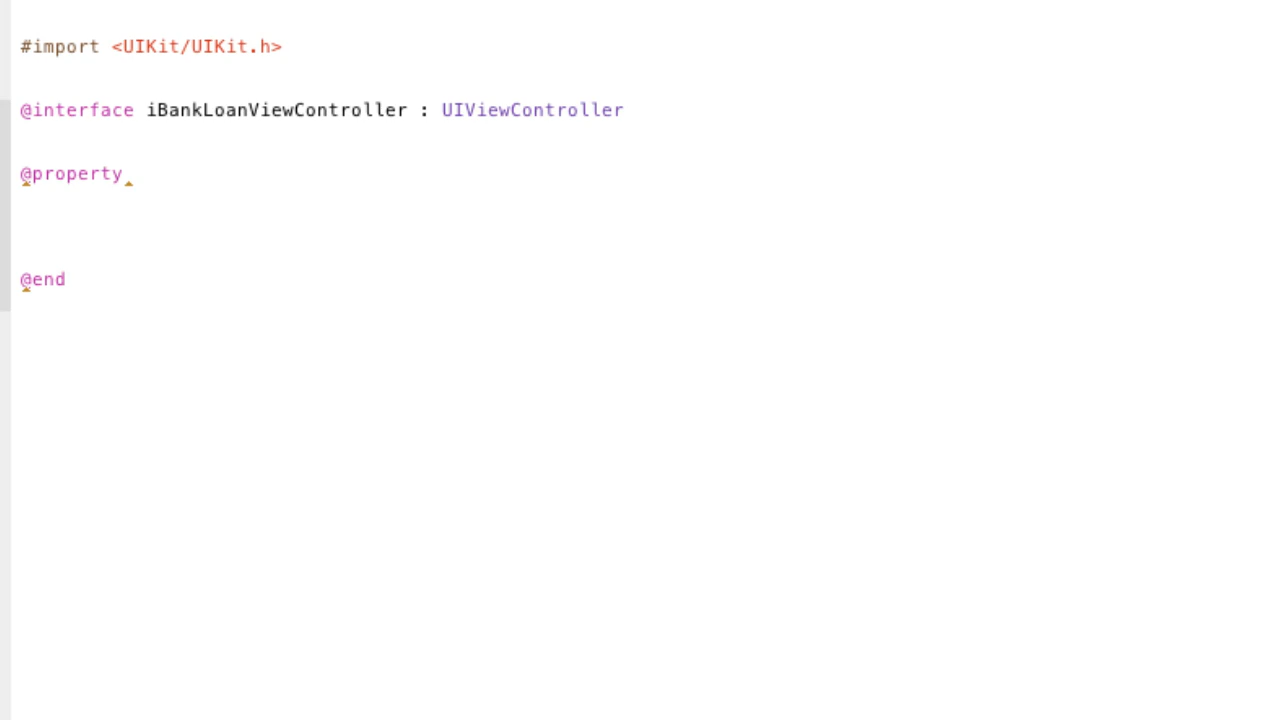 #import <UIKit/UIKit.h>
@interface iBankLoanViewController : UIViewController
@property
@end